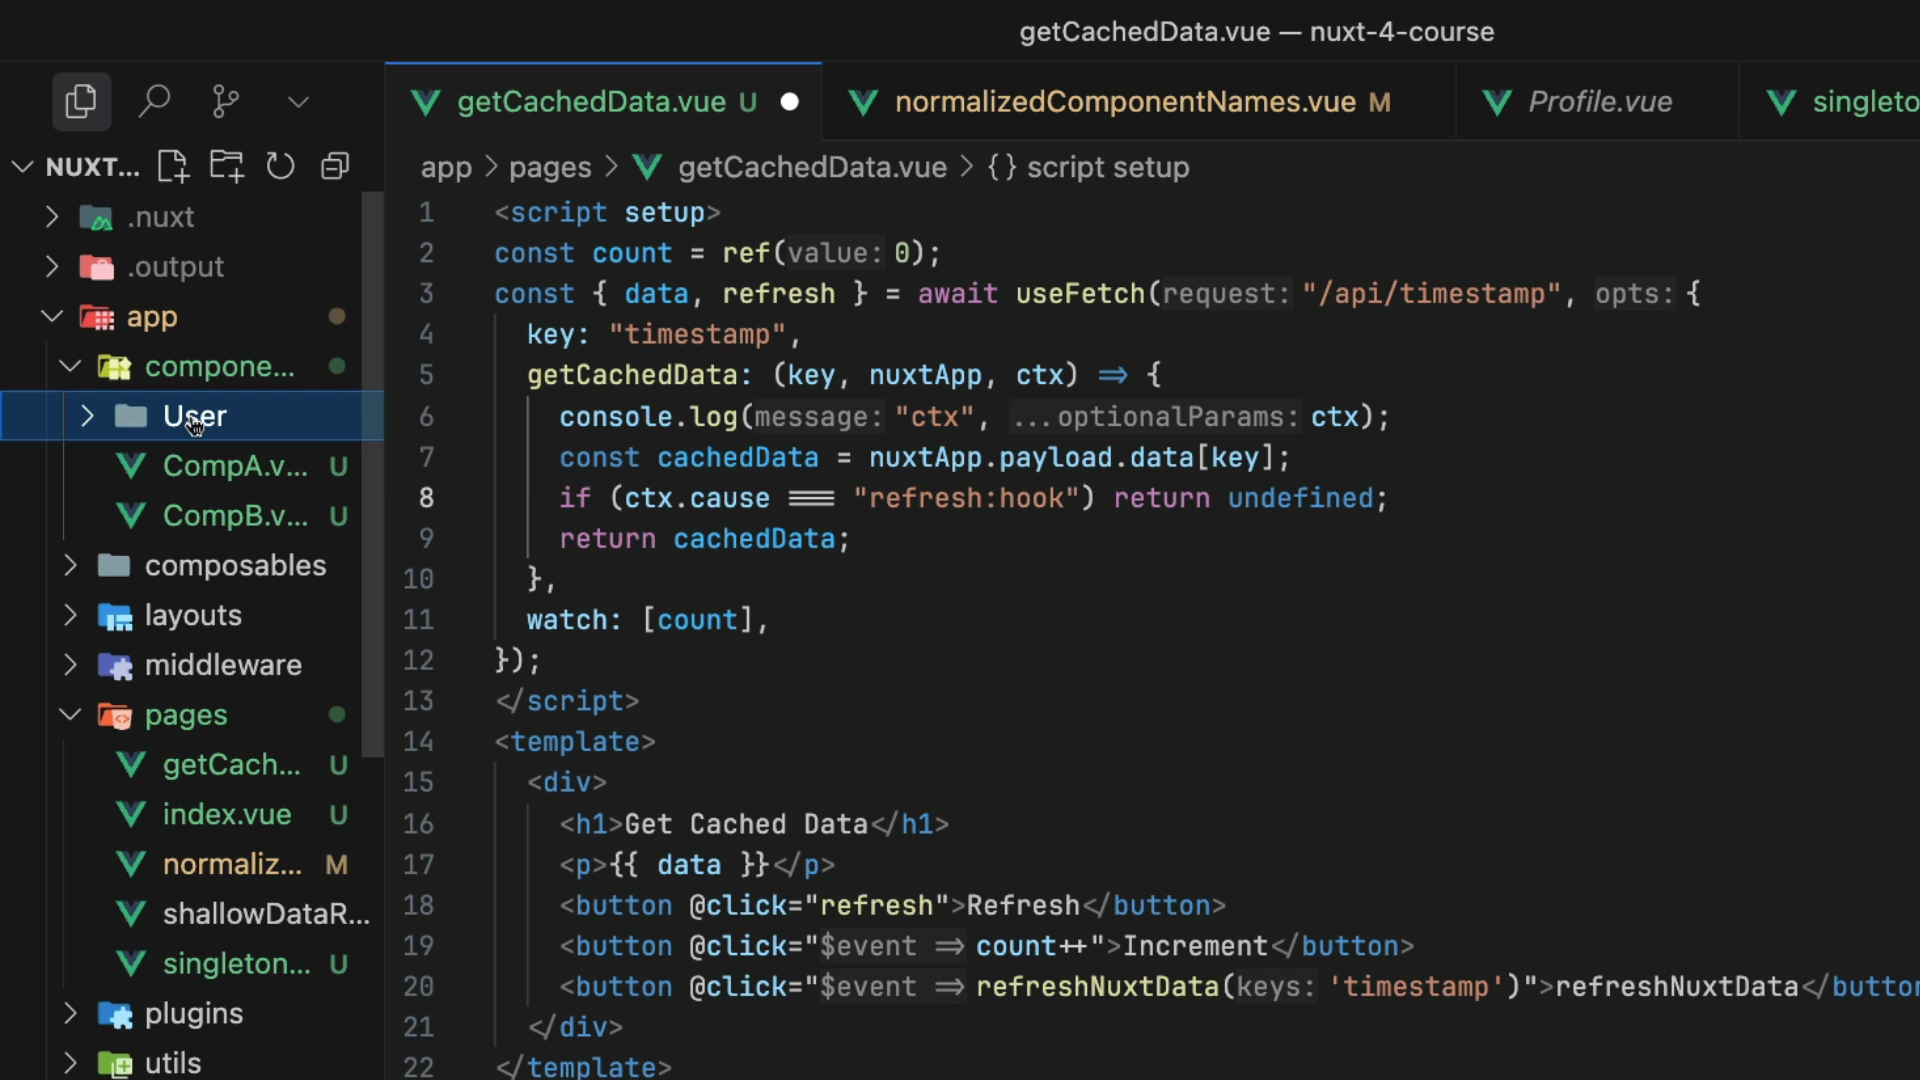 getCachedData.vue — nuxt-4-course
getCachedData.vue U
normalizedComponentNames.vue M
Profile.vue
singleto
NUXT...
app > pages > getCachedData.vue > {} script setup
.nuxt
.output
app
compone...
User
CompA.v... U
CompB.v... U
composables
layouts
middleware
pages
getCach... U
index.vue U
normaliz... M
shallowDataR...
singleton... U
plugins
utils
1 <script setup>
2 const count = ref(value: 0);
3 const { data, refresh } = await useFetch(request: "/api/timestamp", opts: {
4 key: "timestamp",
5 getCachedData: (key, nuxtApp, ctx) => {
6 console.log(message: "ctx", ...optionalParams: ctx);
7 const cachedData = nuxtApp.payload.data[key];
8 if (ctx.cause === "refresh:hook") return undefined;
9 return cachedData;
10 },
11 watch: [count],
12 });
13 </script>
14 <template>
15 <div>
16 <h1>Get Cached Data</h1>
17 <p>{{ data }}</p>
18 <button @click="refresh">Refresh</button>
19 <button @click="$event => count++">Increment</button>
20 <button @click="$event => refreshNuxtData(keys: 'timestamp')">refreshNuxtData</button
21 </div>
22 </template>